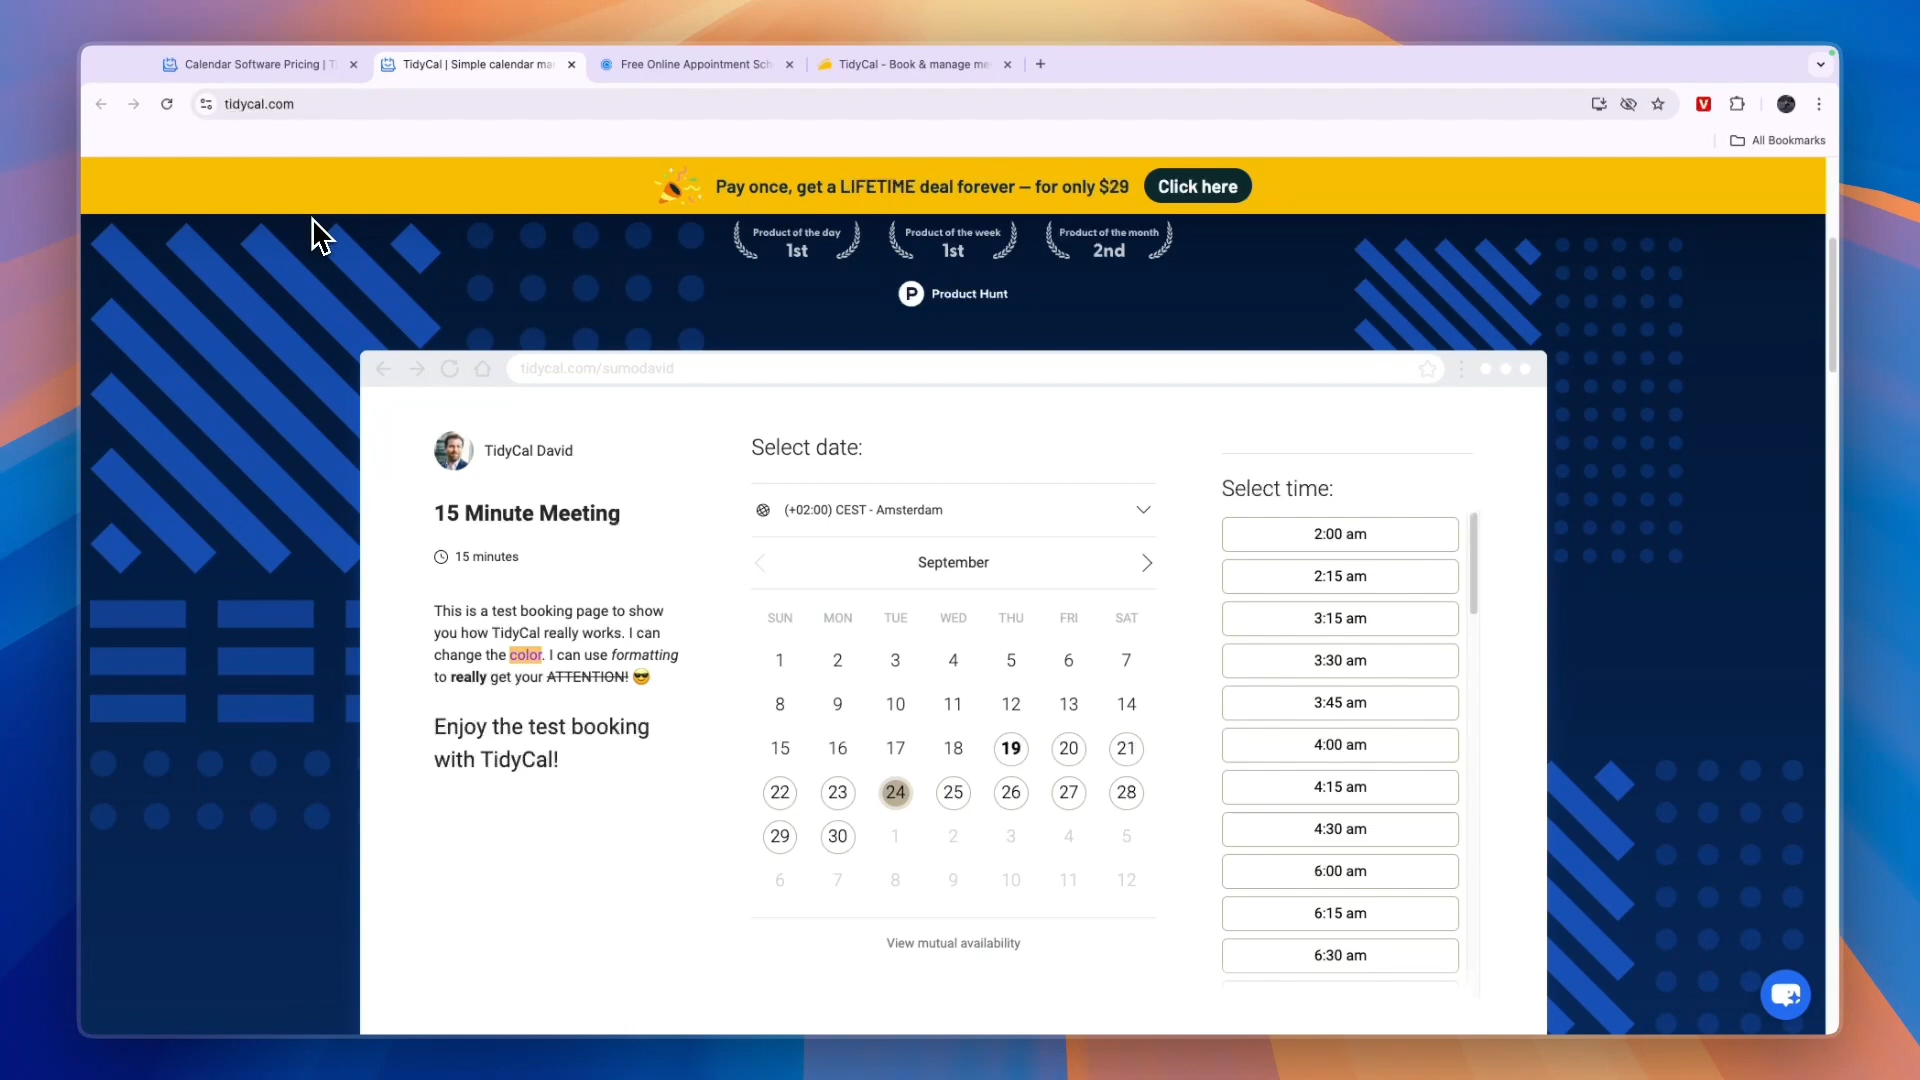 Calendar Software Pricing | T
TidyCal | Simple calendar ma
Free Online Appointment Sch
TidyCal - Book & manage me
tidycal.com
V
All Bookmarks
Pay once, get a LIFETIME deal forever – for only $29
Click here
Product of the day
1st
Product of the week
1st
Product of the month
2nd
P Product Hunt
tidycal.com/sumodavid
TidyCal David
15 Minute Meeting
15 minutes
This is a test booking page to show
you how TidyCal really works. I can
change the color. I can use formatting
to really get your ATTENTION! 😎
Enjoy the test booking
with TidyCal!
Select date:
(+02:00) CEST - Amsterdam
September
SUN MON TUE WED THU FRI SAT
1 2 3 4 5 6 7
8 9 10 11 12 13 14
15 16 17 18 19 20 21
22 23 24 25 26 27 28
29 30 1 2 3 4 5
6 7 8 9 10 11 12
View mutual availability
Select time:
2:00 am
2:15 am
3:15 am
3:30 am
3:45 am
4:00 am
4:15 am
4:30 am
6:00 am
6:15 am
6:30 am